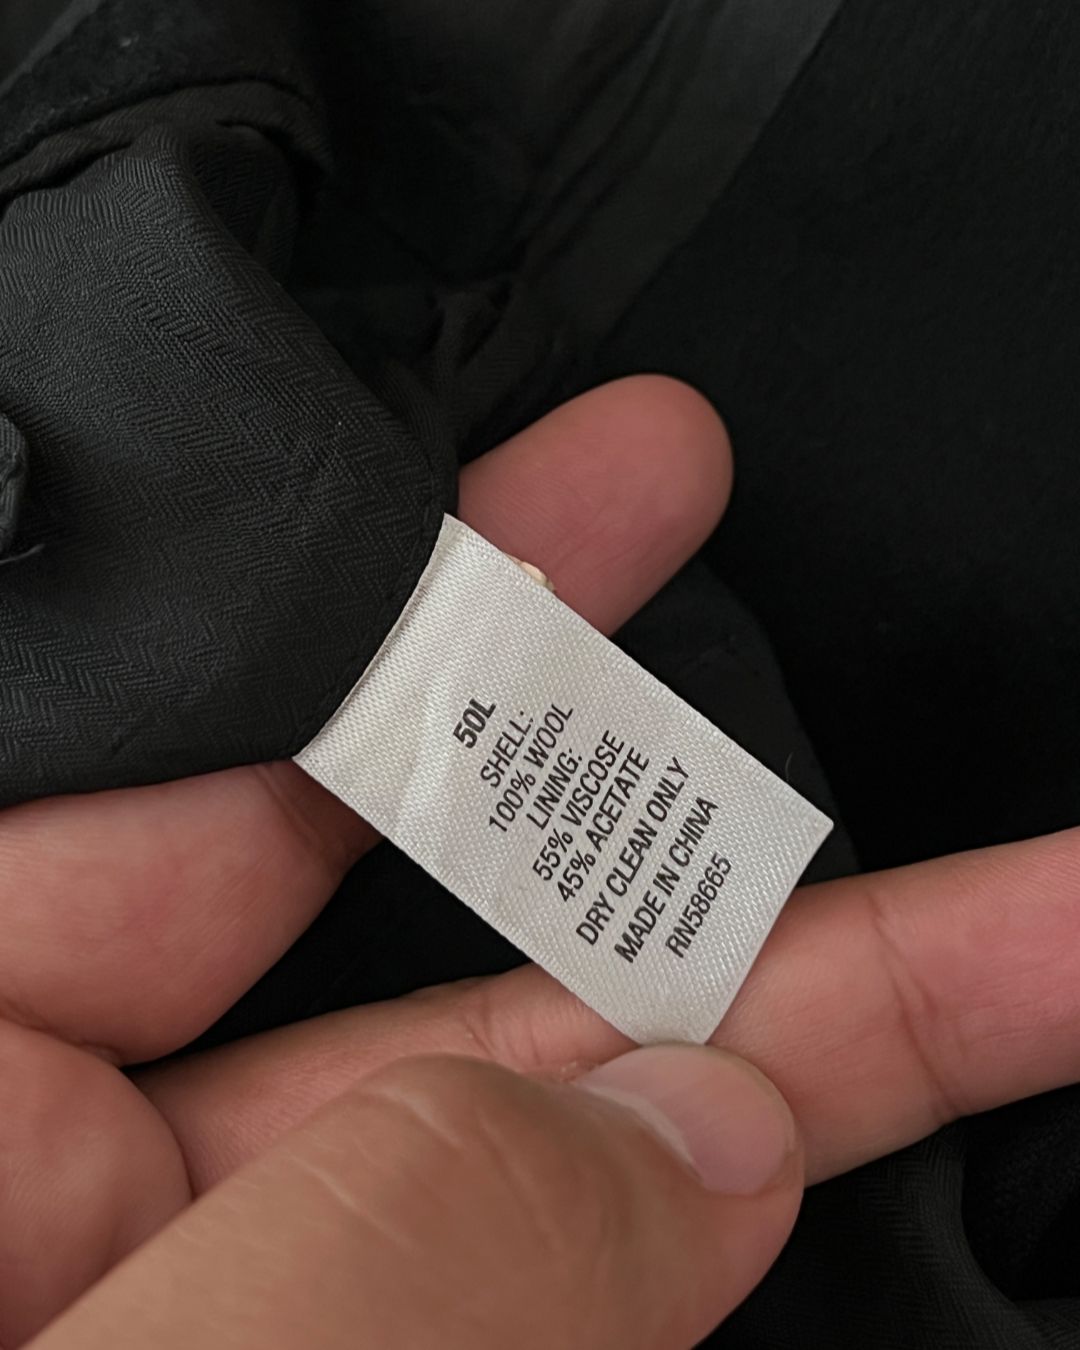 50L
SHELL:
100% WOOL
LINING:
55% VISCOSE
45% ACETATE
DRY CLEAN ONLY
MADE IN CHINA
RN58665